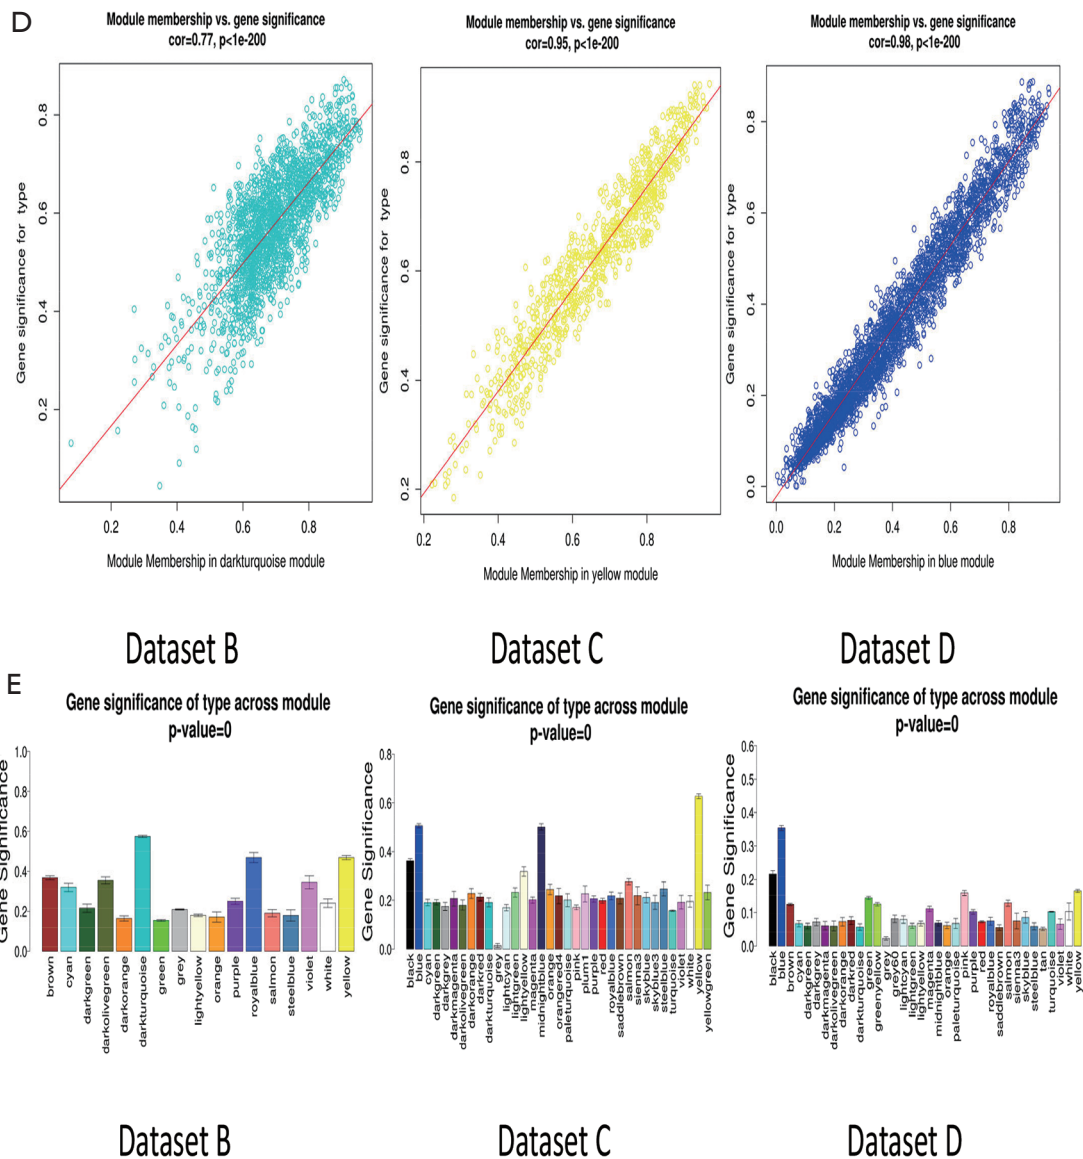 D
Module membership vs. gene significance
cor=0.77, p<1e-200
Gene significance for type
0.2
0.4
0.6
0.8
0.2
0.4
0.6
0.8
Module Membership in darkturquoise module
Dataset B
Module membership vs. gene significance
cor=0.95, p<1e-200
Gene significance for type
0.2
0.4
0.6
0.8
0.2
0.4
0.6
0.8
Module Membership in yellow module
Dataset C
Module membership vs. gene significance
cor=0.98, p<1e-200
Gene significance for type
0.0
0.2
0.4
0.6
0.8
0.0
0.2
0.4
0.6
0.8
Module Membership in blue module
Dataset D
E
Gene significance of type across module
p-value=0
Gene Significance
0.0
0.2
0.4
0.6
0.8
1.0
brown
cyan
darkgreen
darkolivegreen
darkorange
darkturquoise
green
grey
lightyellow
orange
purple
royalblue
salmon
steelblue
violet
white
yellow
Dataset B
Gene significance of type across module
p-value=0
Gene Significance
0.0
0.2
0.4
0.6
0.8
black
blue
cyan
darkgreen
darkgrey
darkmagenta
darkolivegreen
darkorange
darkred
darkturquoise
grey
lightcyan
lightgreen
lightyellow
magenta
midnightblue
orange
orangered4
paleturquoise
pink
plum1
purple
red
royalblue
saddlebrown
salmon
sienna3
skyblue
skyblue3
steelblue
turquoise
violet
white
yellow
yellowgreen
Dataset C
Gene significance of type across module
p-value=0
Gene Significance
0.0
0.1
0.2
0.3
0.4
0.5
0.6
black
blue
brown
cyan
darkgreen
darkgrey
darkmagenta
darkolivegreen
darkorange
darkred
darkturquoise
green
greenyellow
grey
grey60
lightcyan
lightgreen
lightyellow
magenta
midnightblue
orange
paleturquoise
pink
purple
red
royalblue
saddlebrown
salmon
sienna3
skyblue
steelblue
tan
turquoise
violet
white
yellow
Dataset D